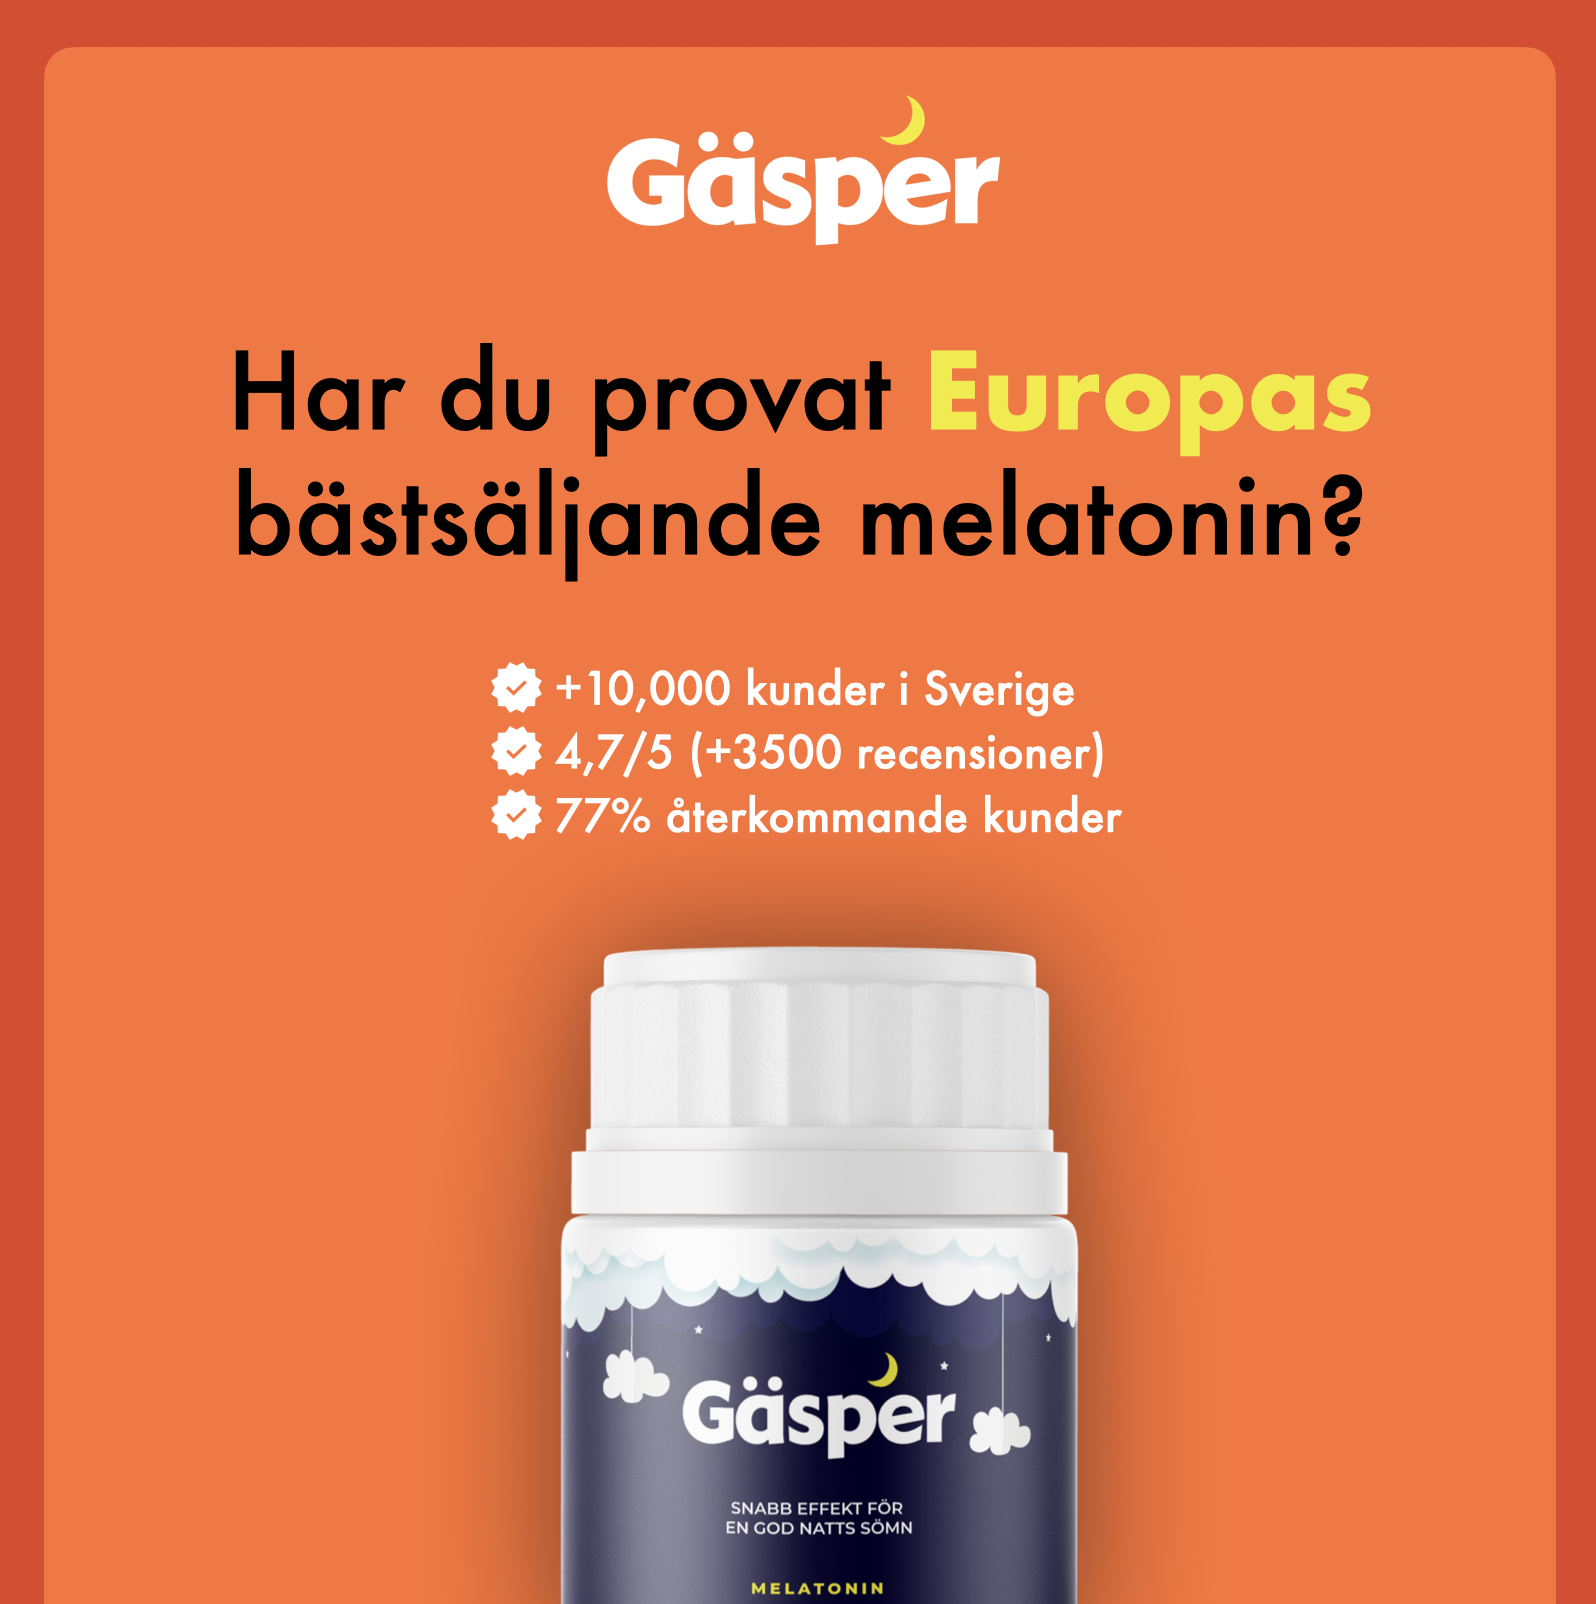 Gäsper
Har du provat Europas
bästsäljande melatonin?
+10,000 kunder i Sverige
4,7/5 (+3500 recensioner)
77% återkommande kunder
Gäsper
SNABB EFFEKT FÖR
EN GOD NATTS SÖMN
MELATONIN